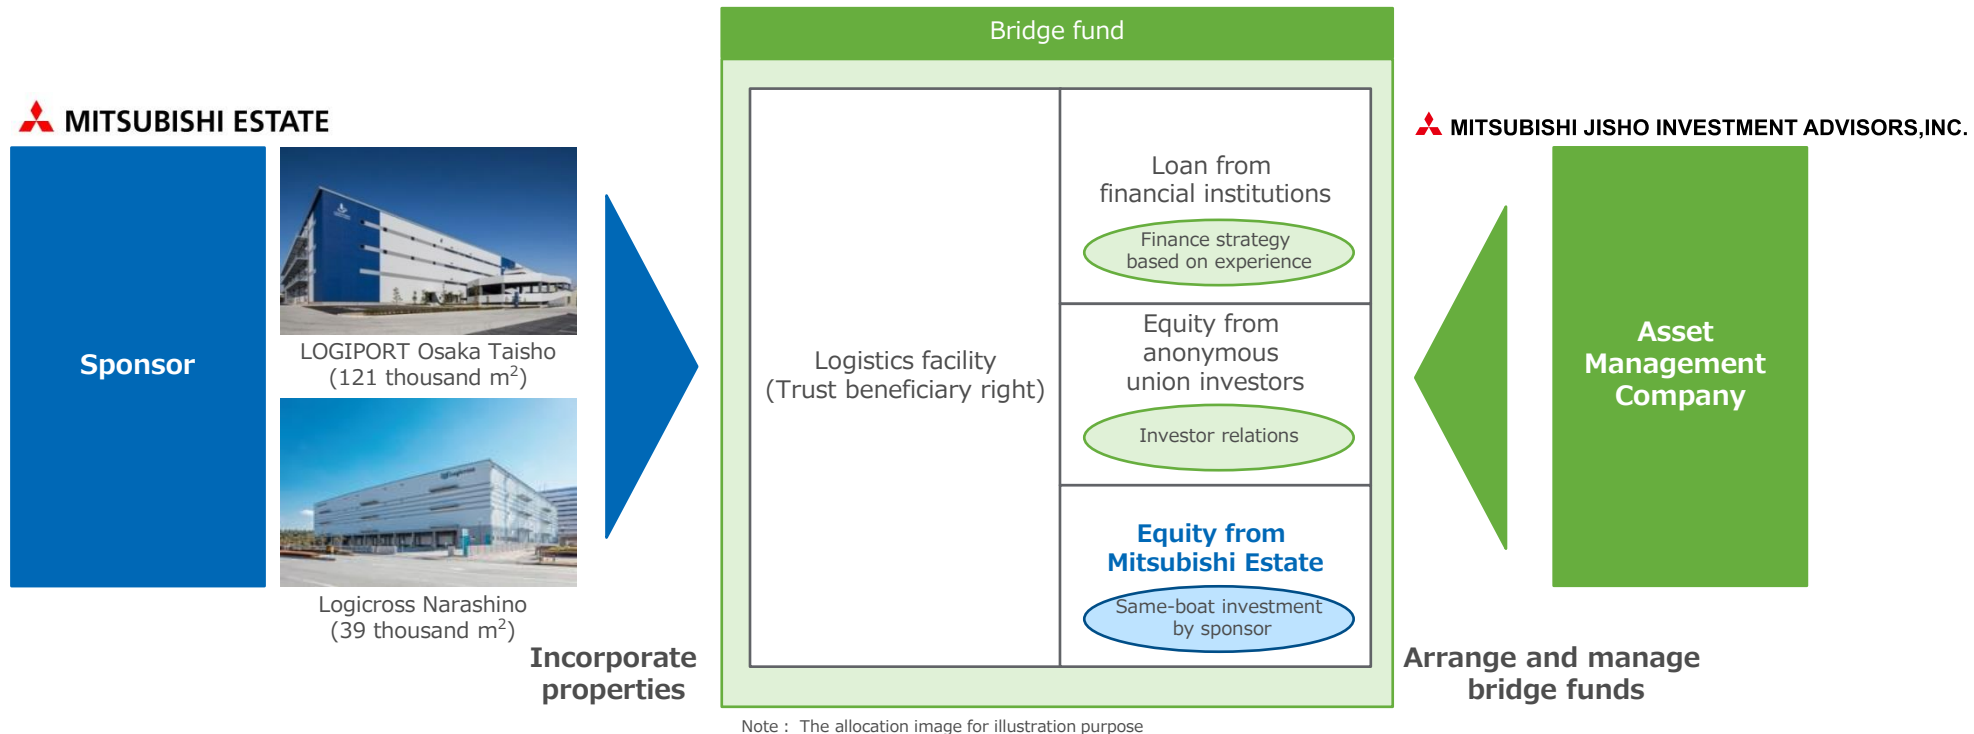 Bridge fund
MITSUBISHI ESTATE
Sponsor
LOGIPORT Osaka Taisho
(121 thousand m²)
Logicross Narashino
(39 thousand m²)
Incorporate
properties
Logistics facility
(Trust beneficiary right)
Loan from
financial institutions
Finance strategy
based on experience
Equity from
anonymous
union investors
Investor relations
Equity from
Mitsubishi Estate
Same-boat investment
by sponsor
MITSUBISHI JISHO INVESTMENT ADVISORS,INC.
Asset
Management
Company
Arrange and manage
bridge funds
Note : The allocation image for illustration purpose